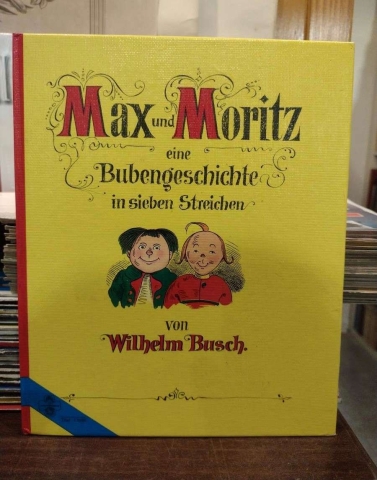 Max und Moritz
eine
Bubengeschichte
in sieben Streichen
von
Wilhelm Busch.